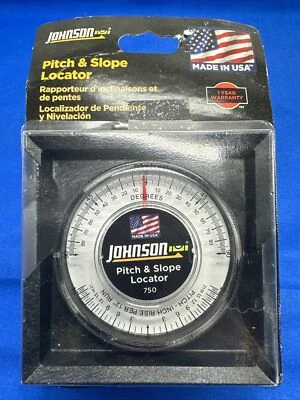 JOHNSON
Pitch & Slope
Locator
Rapporteur d'inclinaisons et
de pentes
Localizador de Pendiente
y Nivelación
MADE IN USA
1 YEAR
WARRANTY
DEGREES
MADE IN USA
JOHNSON
Pitch & Slope
Locator
750
PITCH-INCH RISE PER 12" RUN